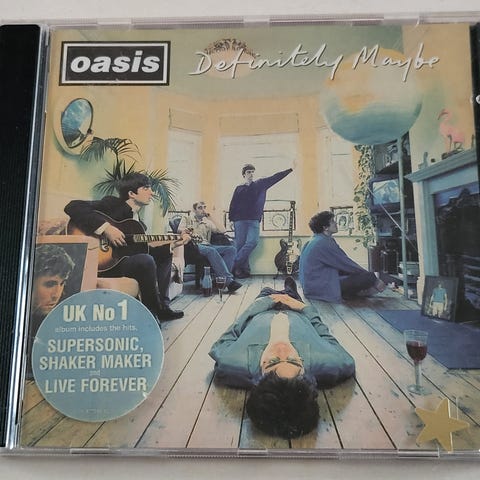 oasis
Definitely Maybe
UK No 1
album includes the hits,
SUPERSONIC,
SHAKER MAKER
and
LIVE FOREVER